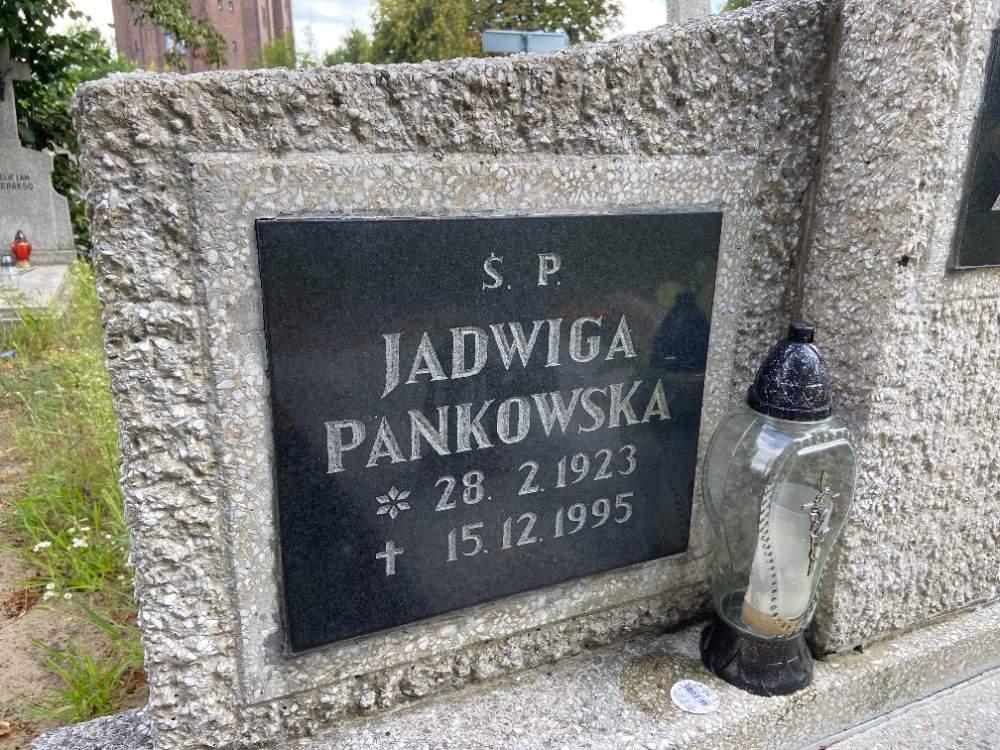 Ś. P.
JADWIGA
PANKOWSKA
28. 2. 1923
15. 12. 1995